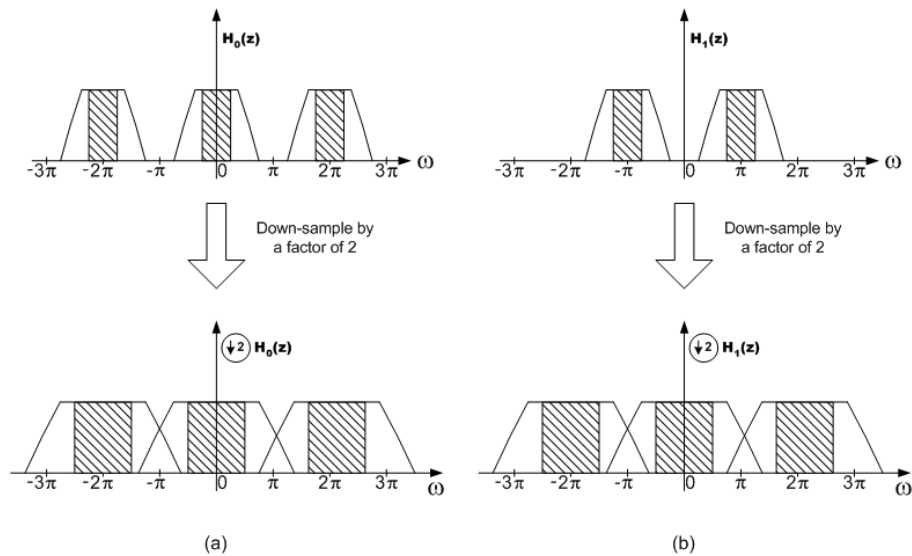 H0(z)
-3π -2π -π 0 π 2π 3π ω
H1(z)
-3π -2π -π 0 π 2π 3π ω
Down-sample by
a factor of 2
Down-sample by
a factor of 2
↓2 H0(z)
-3π -2π -π 0 π 2π 3π ω
↓2 H1(z)
-3π -2π -π 0 π 2π 3π ω
(a)
(b)